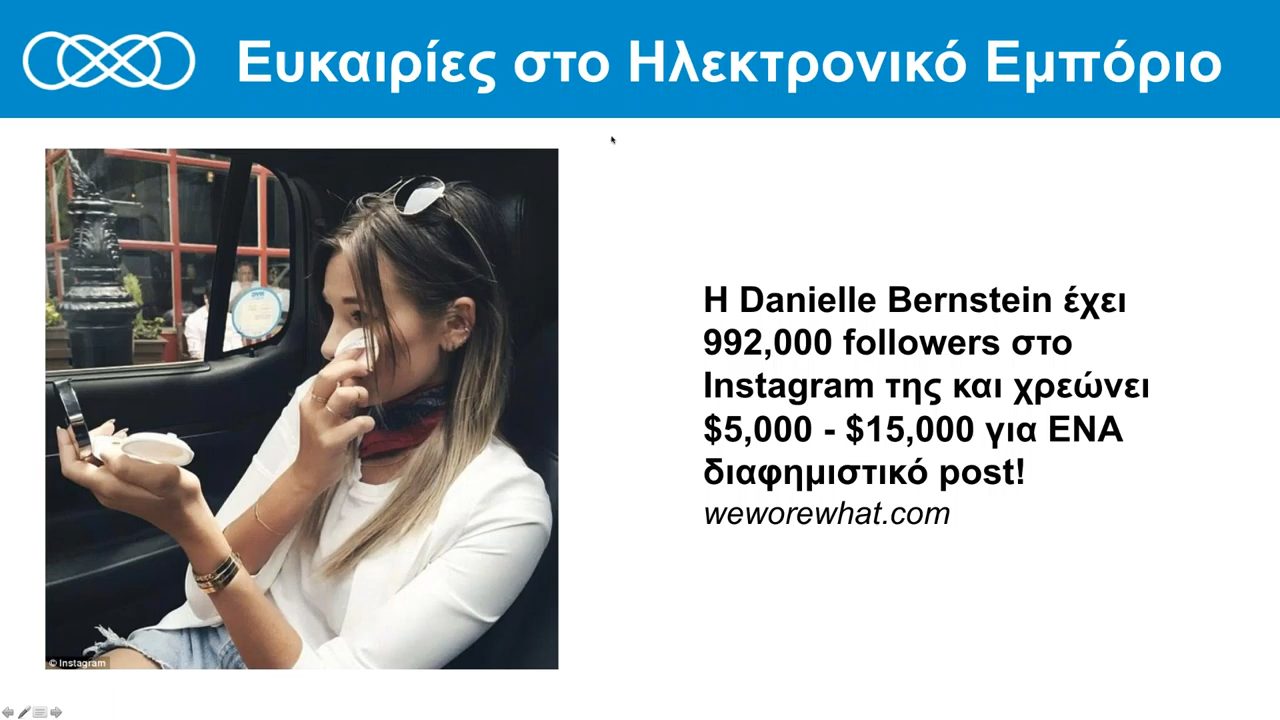 Ευκαιρίες στο Ηλεκτρονικό Εμπόριο
Η Danielle Bernstein έχει
992,000 followers στο
Instagram της και χρεώνει
$5,000 - $15,000 για ΕΝΑ
διαφημιστικό post!
weworewhat.com
© Instagram